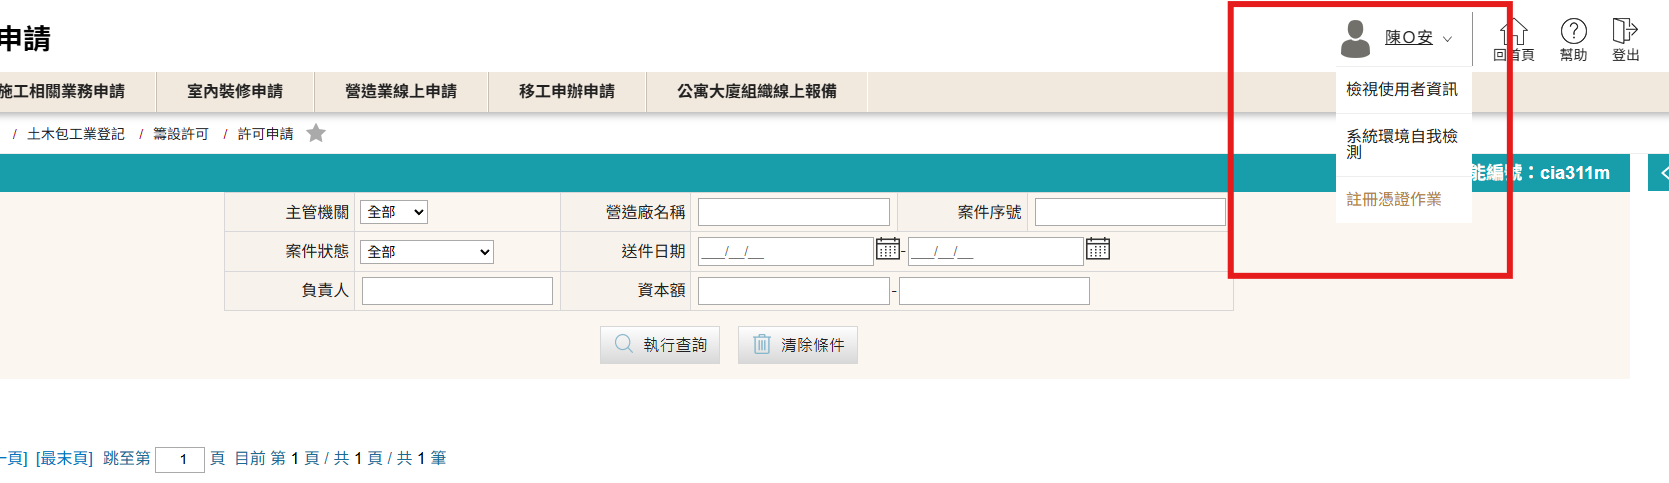 申請
陳O安
回首頁 幫助 登出
施工相關業務申請 室內裝修申請 營造業線上申請 移工申辦申請 公寓大廈組織線上報備
檢視使用者資訊
/ 土木包工業登記 / 籌設許可 / 許可申請
系統環境自我檢
測
能編號：cia311m
註冊憑證作業
主管機關 全部 營造廠名稱 案件序號
案件狀態 全部 送件日期 ___/__/__ - ___/__/__
負責人 資本額 -
執行查詢 清除條件
一頁] [最末頁] 跳至第 1 頁 目前 第 1 頁 / 共 1 頁 / 共 1 筆